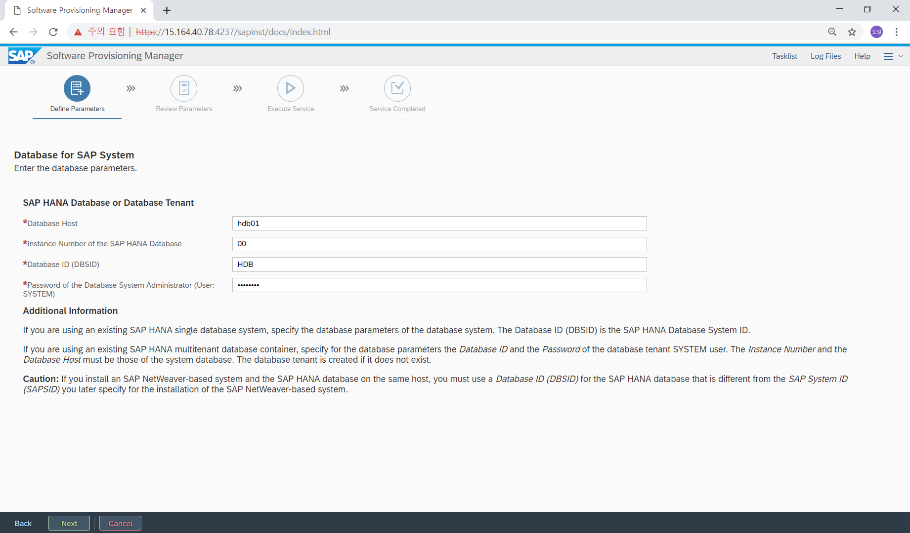 Software Provisioning Manager
주의 요함 | https://15.164.40.78:4237/sapinst/docs/index.html
SAP Software Provisioning Manager Tasklist Log Files Help
Define Parameters Review Parameters Execute Service Service Completed
Database for SAP System
Enter the database parameters.
SAP HANA Database or Database Tenant
*Database Host hdb01
*Instance Number of the SAP HANA Database 00
*Database ID (DBSID) HDB
*Password of the Database System Administrator (User: ••••••••
SYSTEM)
Additional Information
If you are using an existing SAP HANA single database system, specify the database parameters of the database system. The Database ID (DBSID) is the SAP HANA Database System ID.
If you are using an existing SAP HANA multitenant database container, specify for the database parameters the Database ID and the Password of the database tenant SYSTEM user. The Instance Number and the
Database Host must be those of the system database. The database tenant is created if it does not exist.
Caution: If you install an SAP NetWeaver-based system and the SAP HANA database on the same host, you must use a Database ID (DBSID) for the SAP HANA database that is different from the SAP System ID
(SAPSID) you later specify for the installation of the SAP NetWeaver-based system.
Back Next Cancel